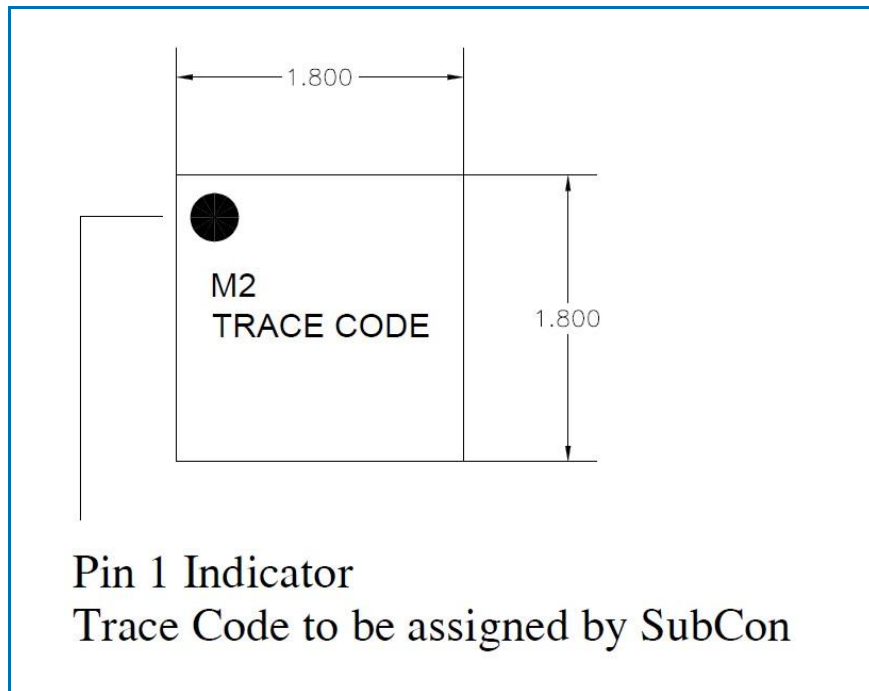 1.800
M2
TRACE CODE
1.800
Pin 1 Indicator
Trace Code to be assigned by SubCon